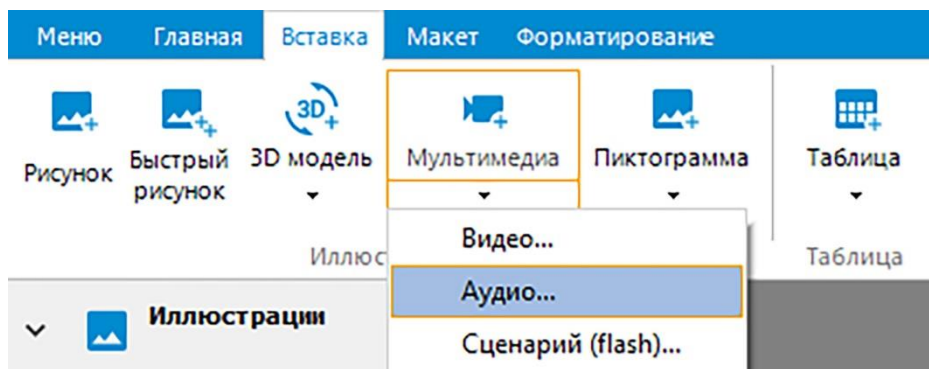 Меню Главная Вставка Макет Форматирование
3D
Рисунок Быстрый рисунок 3D модель Мультимедиа Пиктограмма Таблица
Таблица
Видео...
Аудио...
Иллюстрации
Сценарий (flash)...